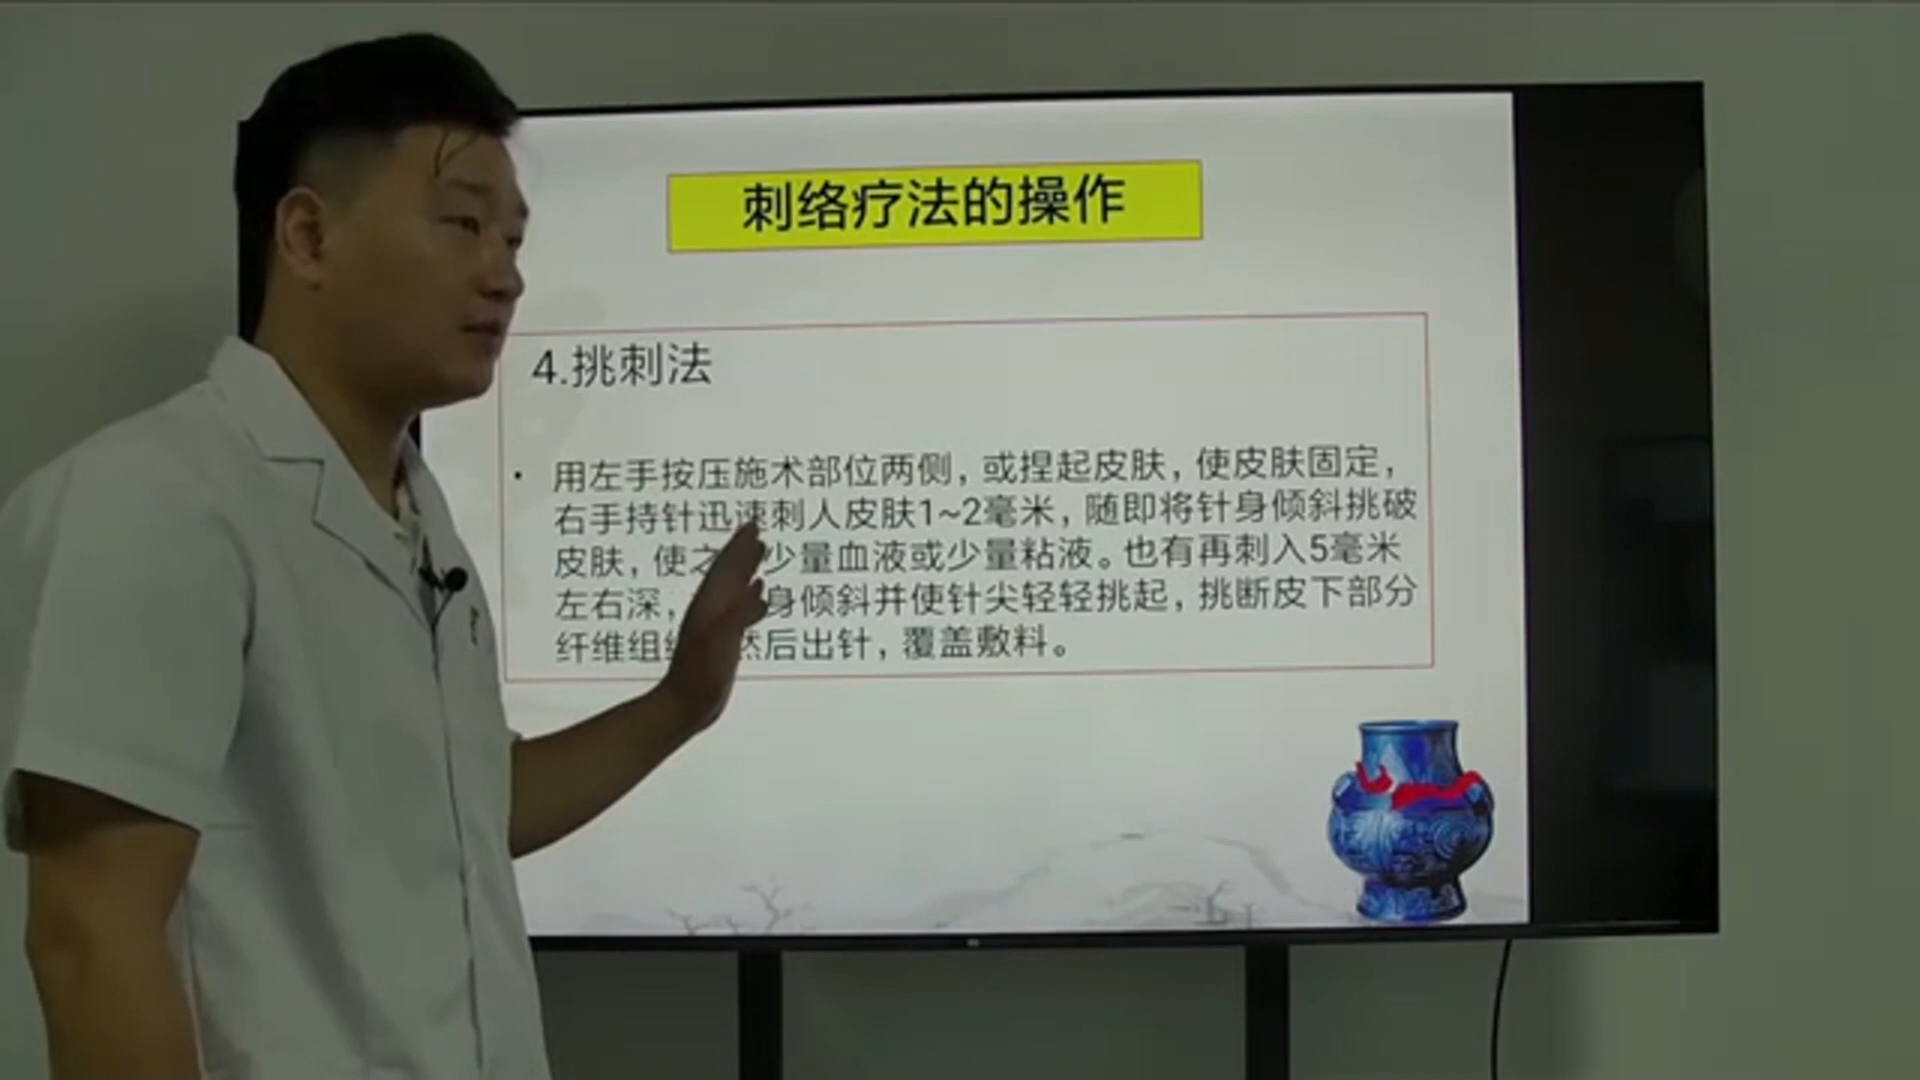 刺络疗法的操作
4.挑刺法
• 用左手按压施术部位两侧，或捏起皮肤，使皮肤固定，
右手持针迅速刺人皮肤1~2毫米，随即将针身倾斜挑破
皮肤，使之 少量血液或少量粘液。也有再刺入5毫米
左右深， 身倾斜并使针尖轻轻挑起，挑断皮下部分
纤维组 然后出针，覆盖敷料。